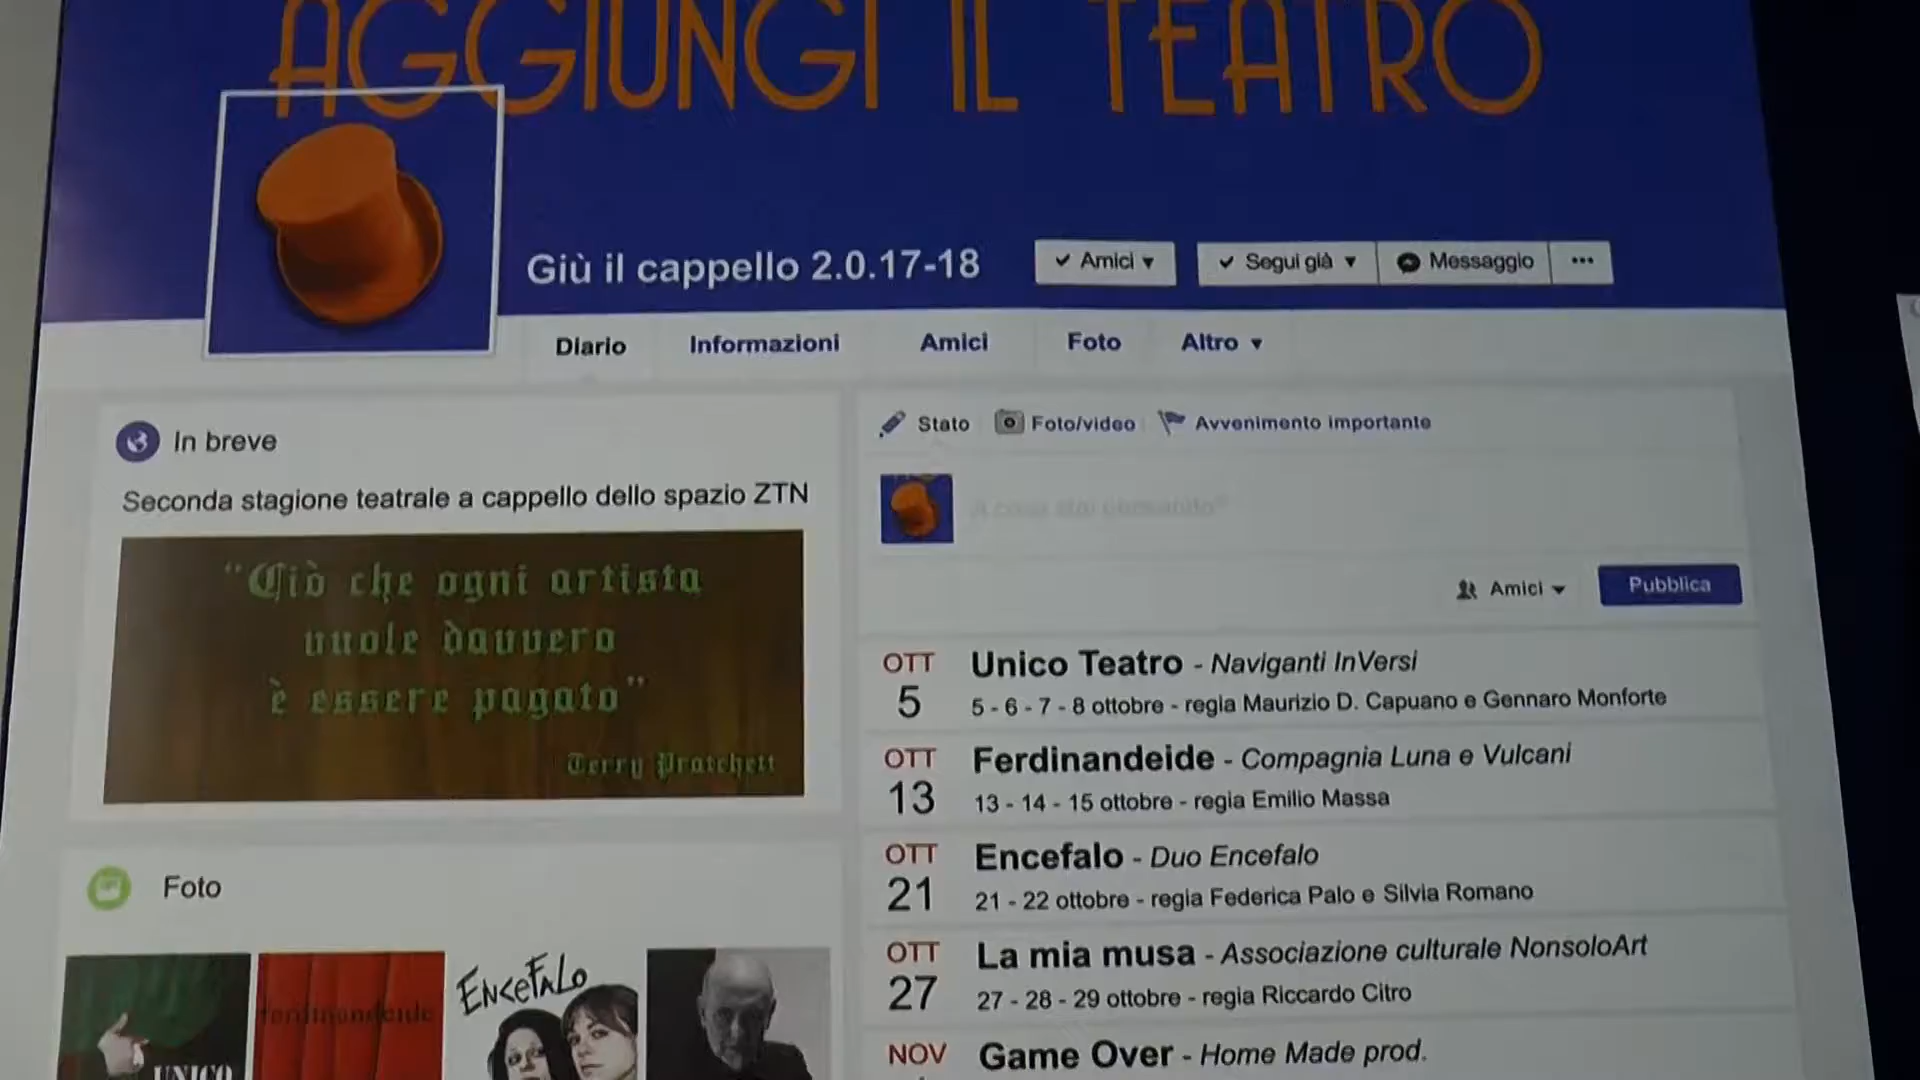 AGGIUNGI IL TEATRO
Giù il cappello 2.0.17-18
Amici
Segui già
Messaggio
Diario
Informazioni
Amici
Foto
Altro
In breve
Seconda stagione teatrale a cappello dello spazio ZTN
"Ciò che ogni artista
vuole davvero
è essere pagato"
Terry Pratchett
Foto
UNICO
ferdinandeide
ENCEFALO
Stato
Foto/video
Avvenimento importante
A cosa stai pensando?
Amici
Pubblica
OTT
5
Unico Teatro - Naviganti InVersi
5 - 6 - 7 - 8 ottobre - regia Maurizio D. Capuano e Gennaro Monforte
OTT
13
Ferdinandeide - Compagnia Luna e Vulcani
13 - 14 - 15 ottobre - regia Emilio Massa
OTT
21
Encefalo - Duo Encefalo
21 - 22 ottobre - regia Federica Palo e Silvia Romano
OTT
27
La mia musa - Associazione culturale NonsoloArt
27 - 28 - 29 ottobre - regia Riccardo Citro
NOV
Game Over - Home Made prod.